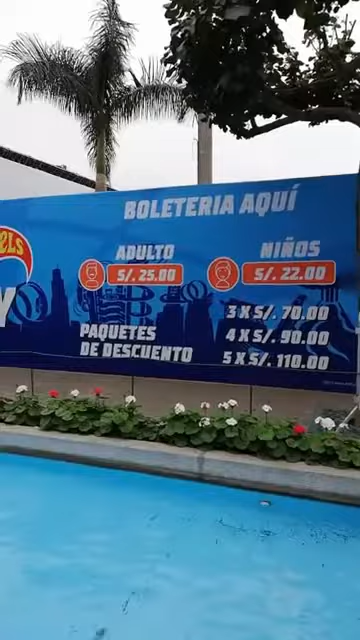 BOLETERIA AQUÍ
ADULTO
S/. 25.00
NIÑOS
S/. 22.00
PAQUETES
DE DESCUENTO
3 X S/. 70.00
4 X S/. 90.00
5 X S/. 110.00